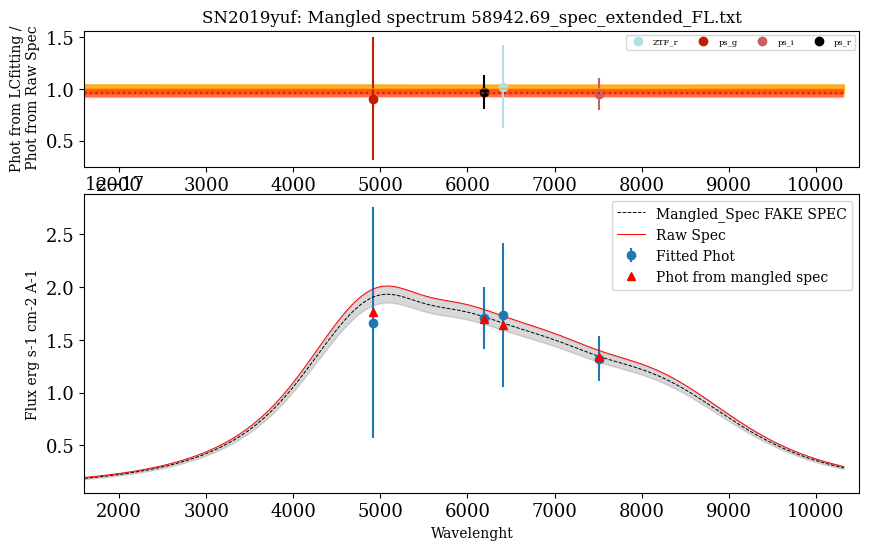 SN2019yuf: Mangled spectrum 58942.69_spec_extended_FL.txt
Phot from LCfitting /
Phot from Raw Spec
1.5
1.0
0.5
ZTF_r ps_g ps_i ps_r
2000 3000 4000 5000 6000 7000 8000 9000 10000
1e−17
Flux erg s-1 cm-2 A-1
2.5
2.0
1.5
1.0
0.5
Mangled_Spec FAKE SPEC
Raw Spec
Fitted Phot
Phot from mangled spec
2000 3000 4000 5000 6000 7000 8000 9000 10000
Wavelenght